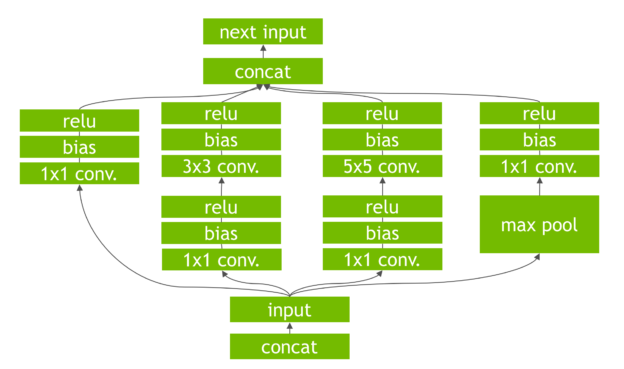 next input
concat
relu
bias
1x1 conv.
relu
bias
3x3 conv.
relu
bias
1x1 conv.
relu
bias
5x5 conv.
relu
bias
1x1 conv.
relu
bias
1x1 conv.
max pool
input
concat